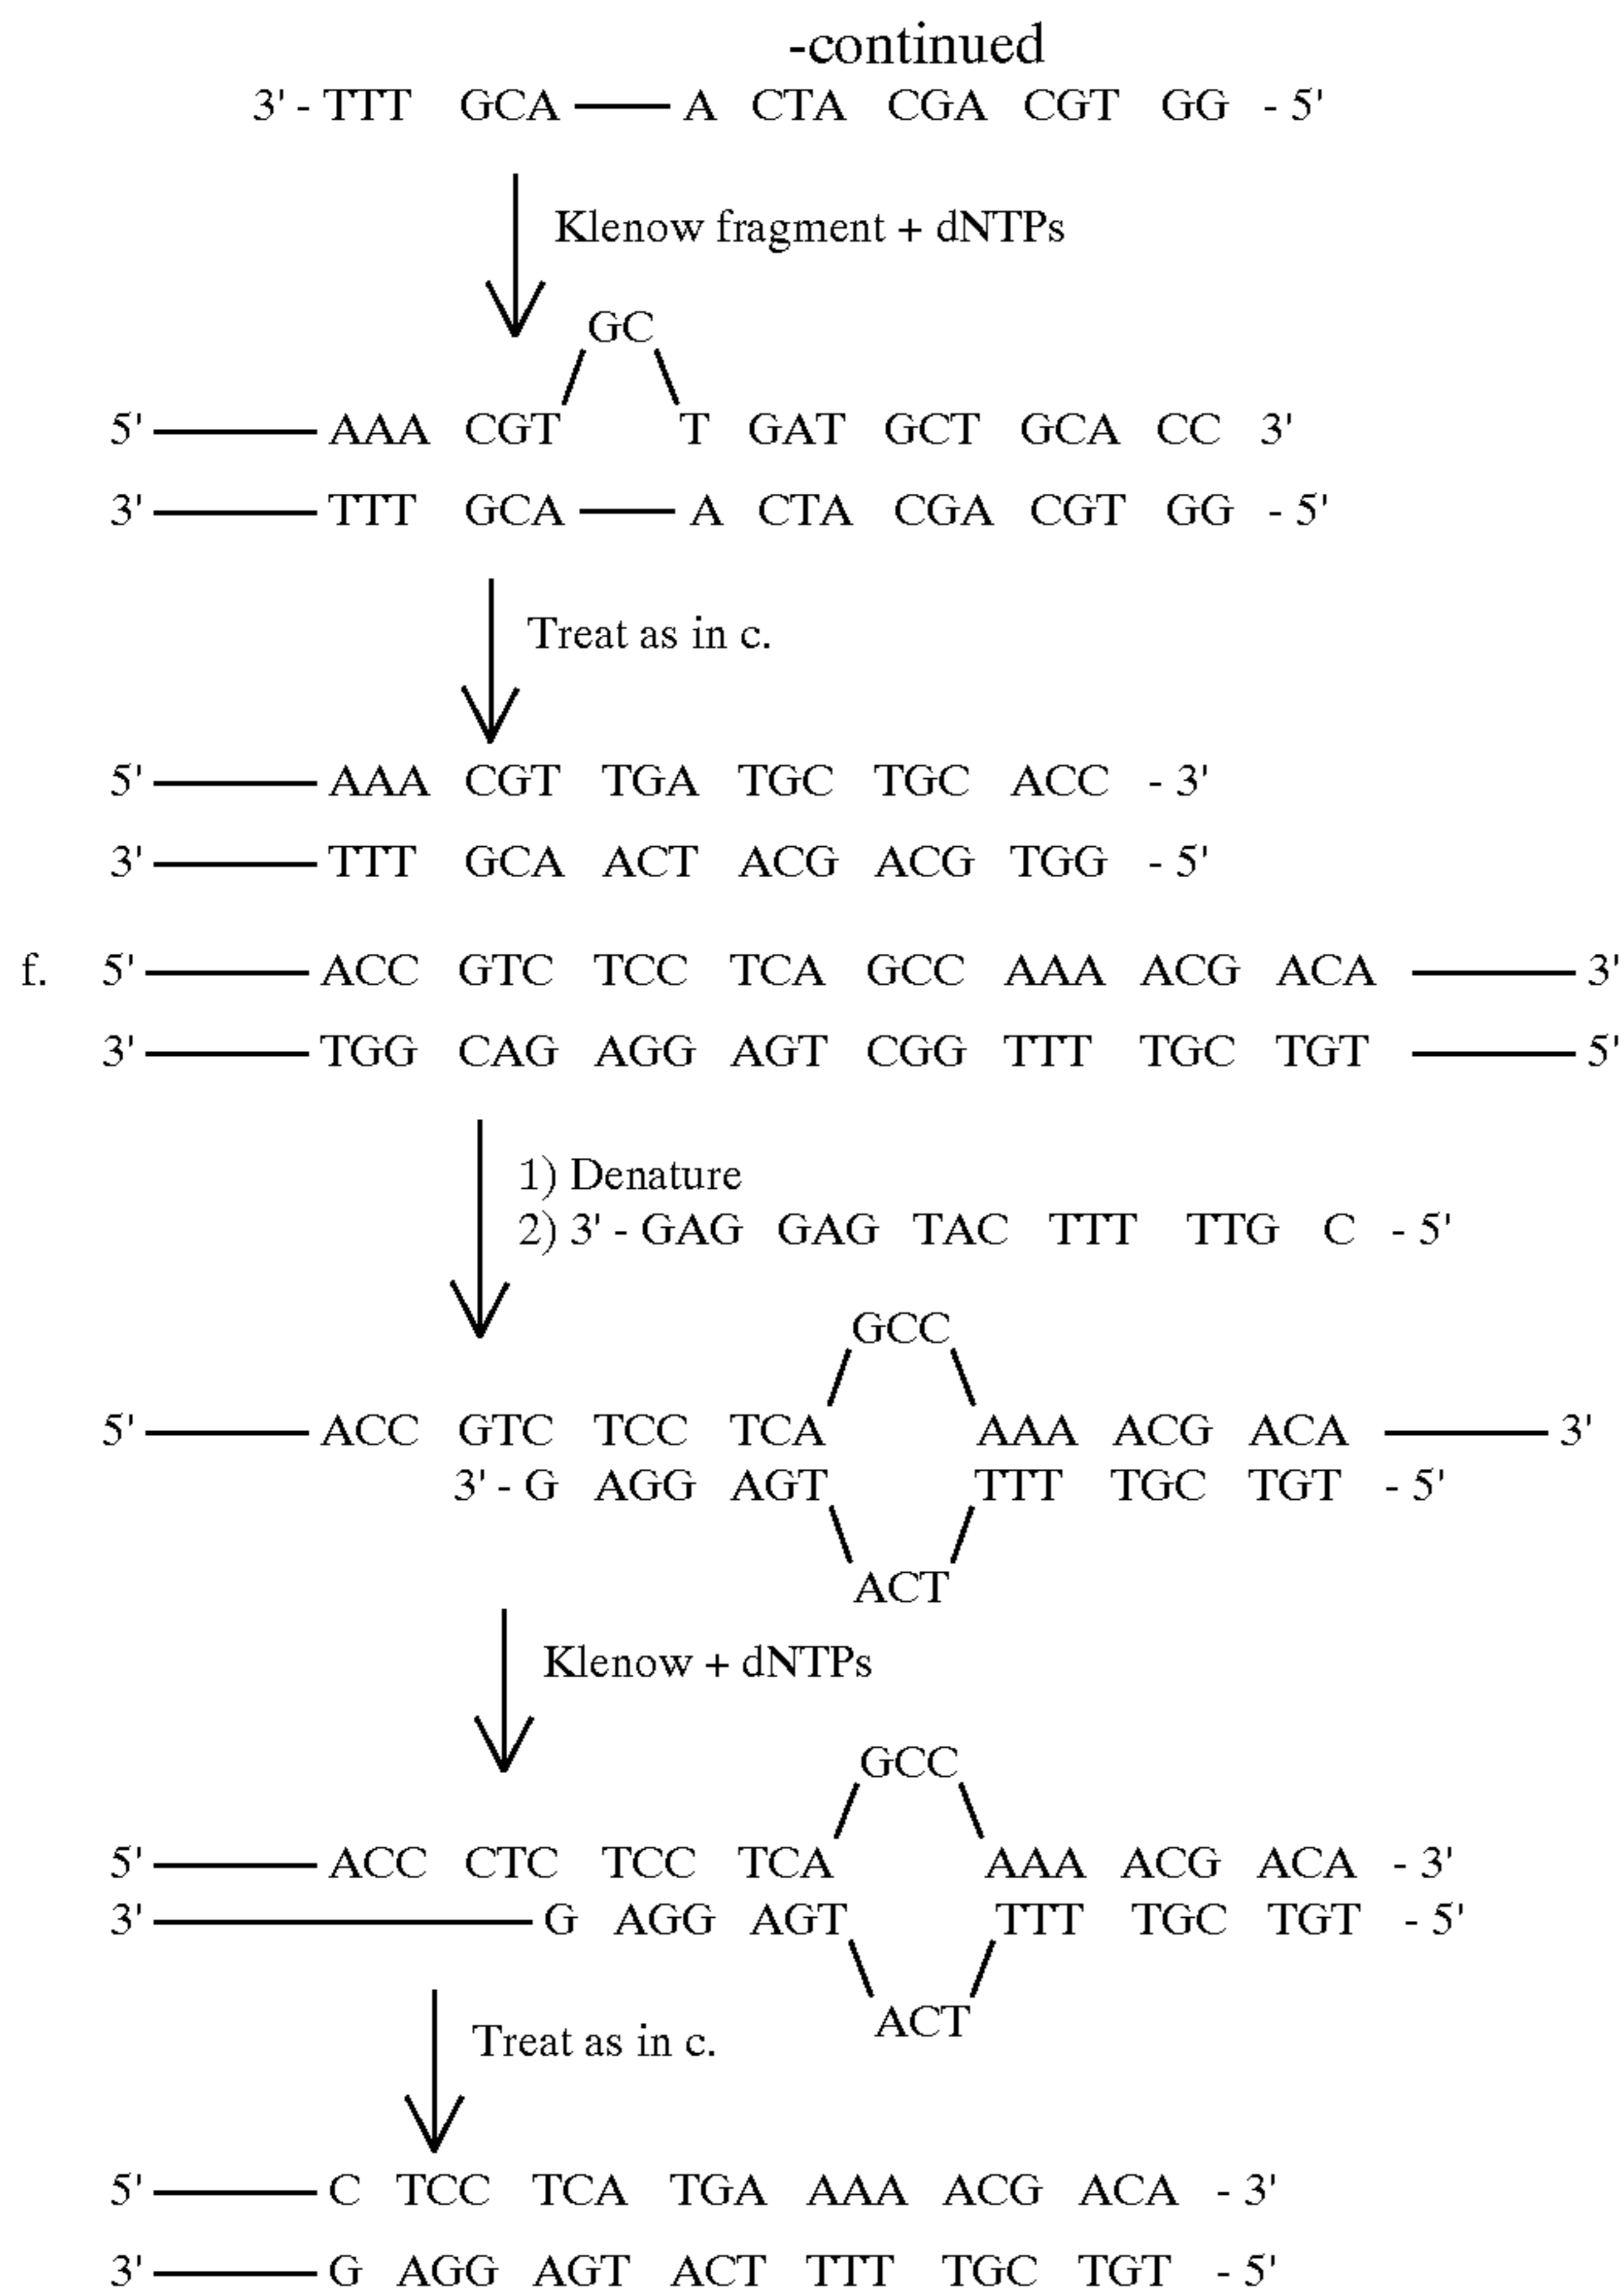 -continued
3' - TTT GCA — A CTA CGA CGT GG - 5'
Klenow fragment + dNTPs
GC
5' — AAA CGT T GAT GCT GCA CC 3'
3' — TTT GCA — A CTA CGA CGT GG - 5'
Treat as in c.
5' — AAA CGT TGA TGC TGC ACC - 3'
3' — TTT GCA ACT ACG ACG TGG - 5'
f. 5' — ACC GTC TCC TCA GCC AAA ACG ACA — 3'
3' — TGG CAG AGG AGT CGG TTT TGC TGT — 5'
1) Denature
2) 3' - GAG GAG TAC TTT TTG C - 5'
GCC
5' — ACC GTC TCC TCA AAA ACG ACA — 3'
3' - G AGG AGT TTT TGC TGT - 5'
ACT
Klenow + dNTPs
GCC
5' — ACC CTC TCC TCA AAA ACG ACA - 3'
3' — G AGG AGT TTT TGC TGT - 5'
ACT
Treat as in c.
5' — C TCC TCA TGA AAA ACG ACA - 3'
3' — G AGG AGT ACT TTT TGC TGT - 5'